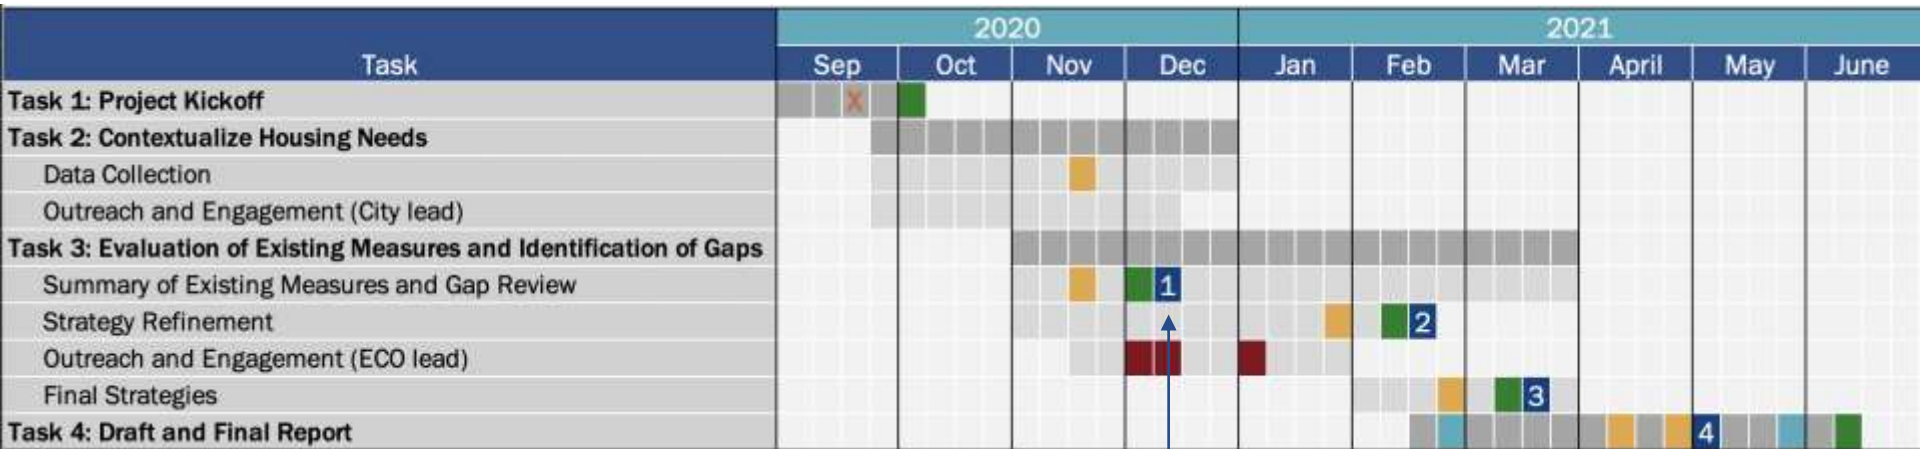 2020 2021
Task Sep Oct Nov Dec Jan Feb Mar April May June
Task 1: Project Kickoff X
Task 2: Contextualize Housing Needs
Data Collection
Outreach and Engagement (City lead)
Task 3: Evaluation of Existing Measures and Identification of Gaps
Summary of Existing Measures and Gap Review 1
Strategy Refinement 2
Outreach and Engagement (ECO lead)
Final Strategies 3
Task 4: Draft and Final Report 4